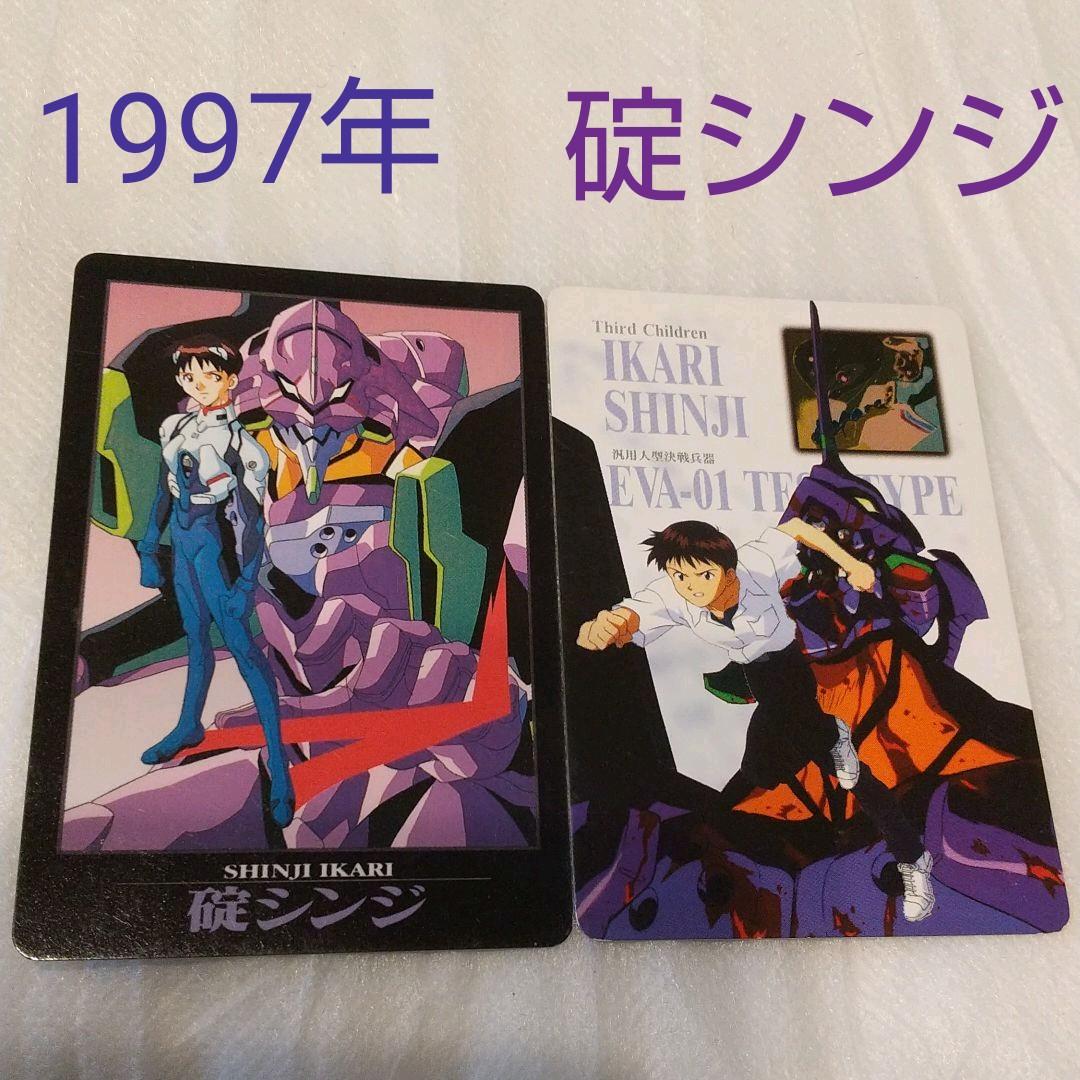 1997年 碇シンジ
SHINJI IKARI
碇シンジ
Third Children
IKARI
SHINJI
汎用人型決戦兵器
EVA-01 TEST TYPE